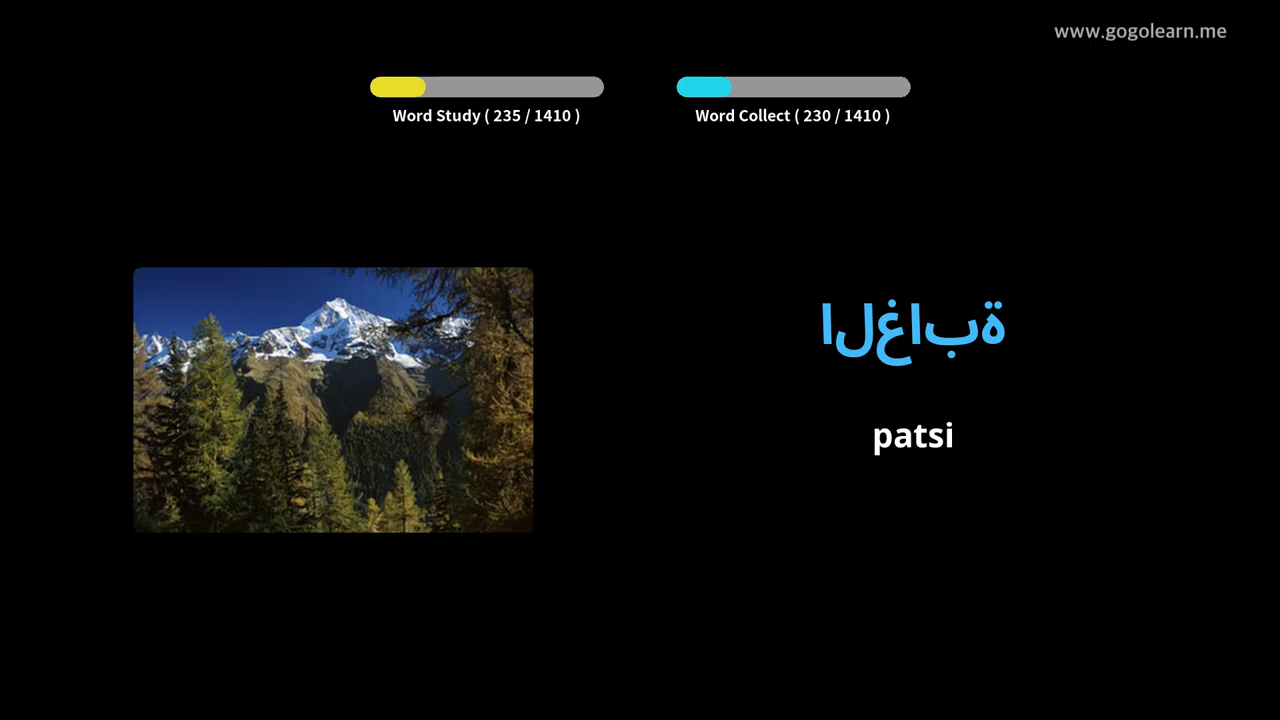 www.gogolearn.me
Word Study ( 235 / 1410 )
Word Collect ( 230 / 1410 )
الغابة
patsi